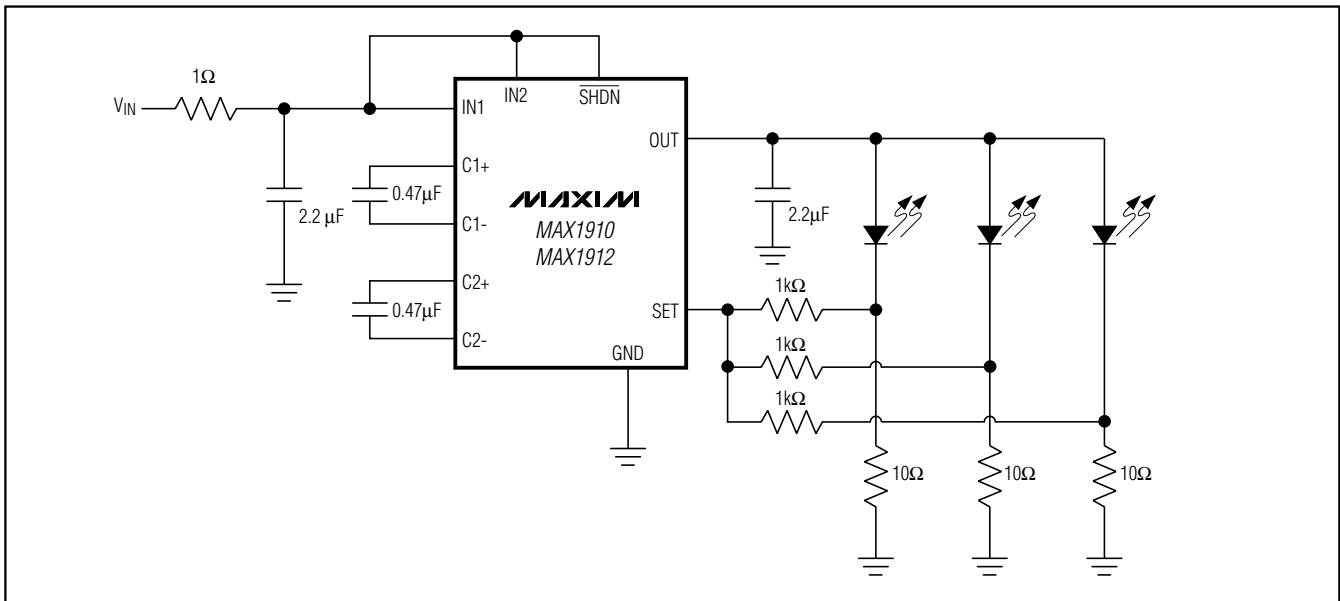 1Ω
VIN
2.2 µF
0.47µF
0.47µF
IN1
IN2
SHDN
C1+
C1-
C2+
C2-
MAXIM
MAX1910
MAX1912
OUT
SET
GND
2.2µF
1kΩ
1kΩ
1kΩ
10Ω
10Ω
10Ω